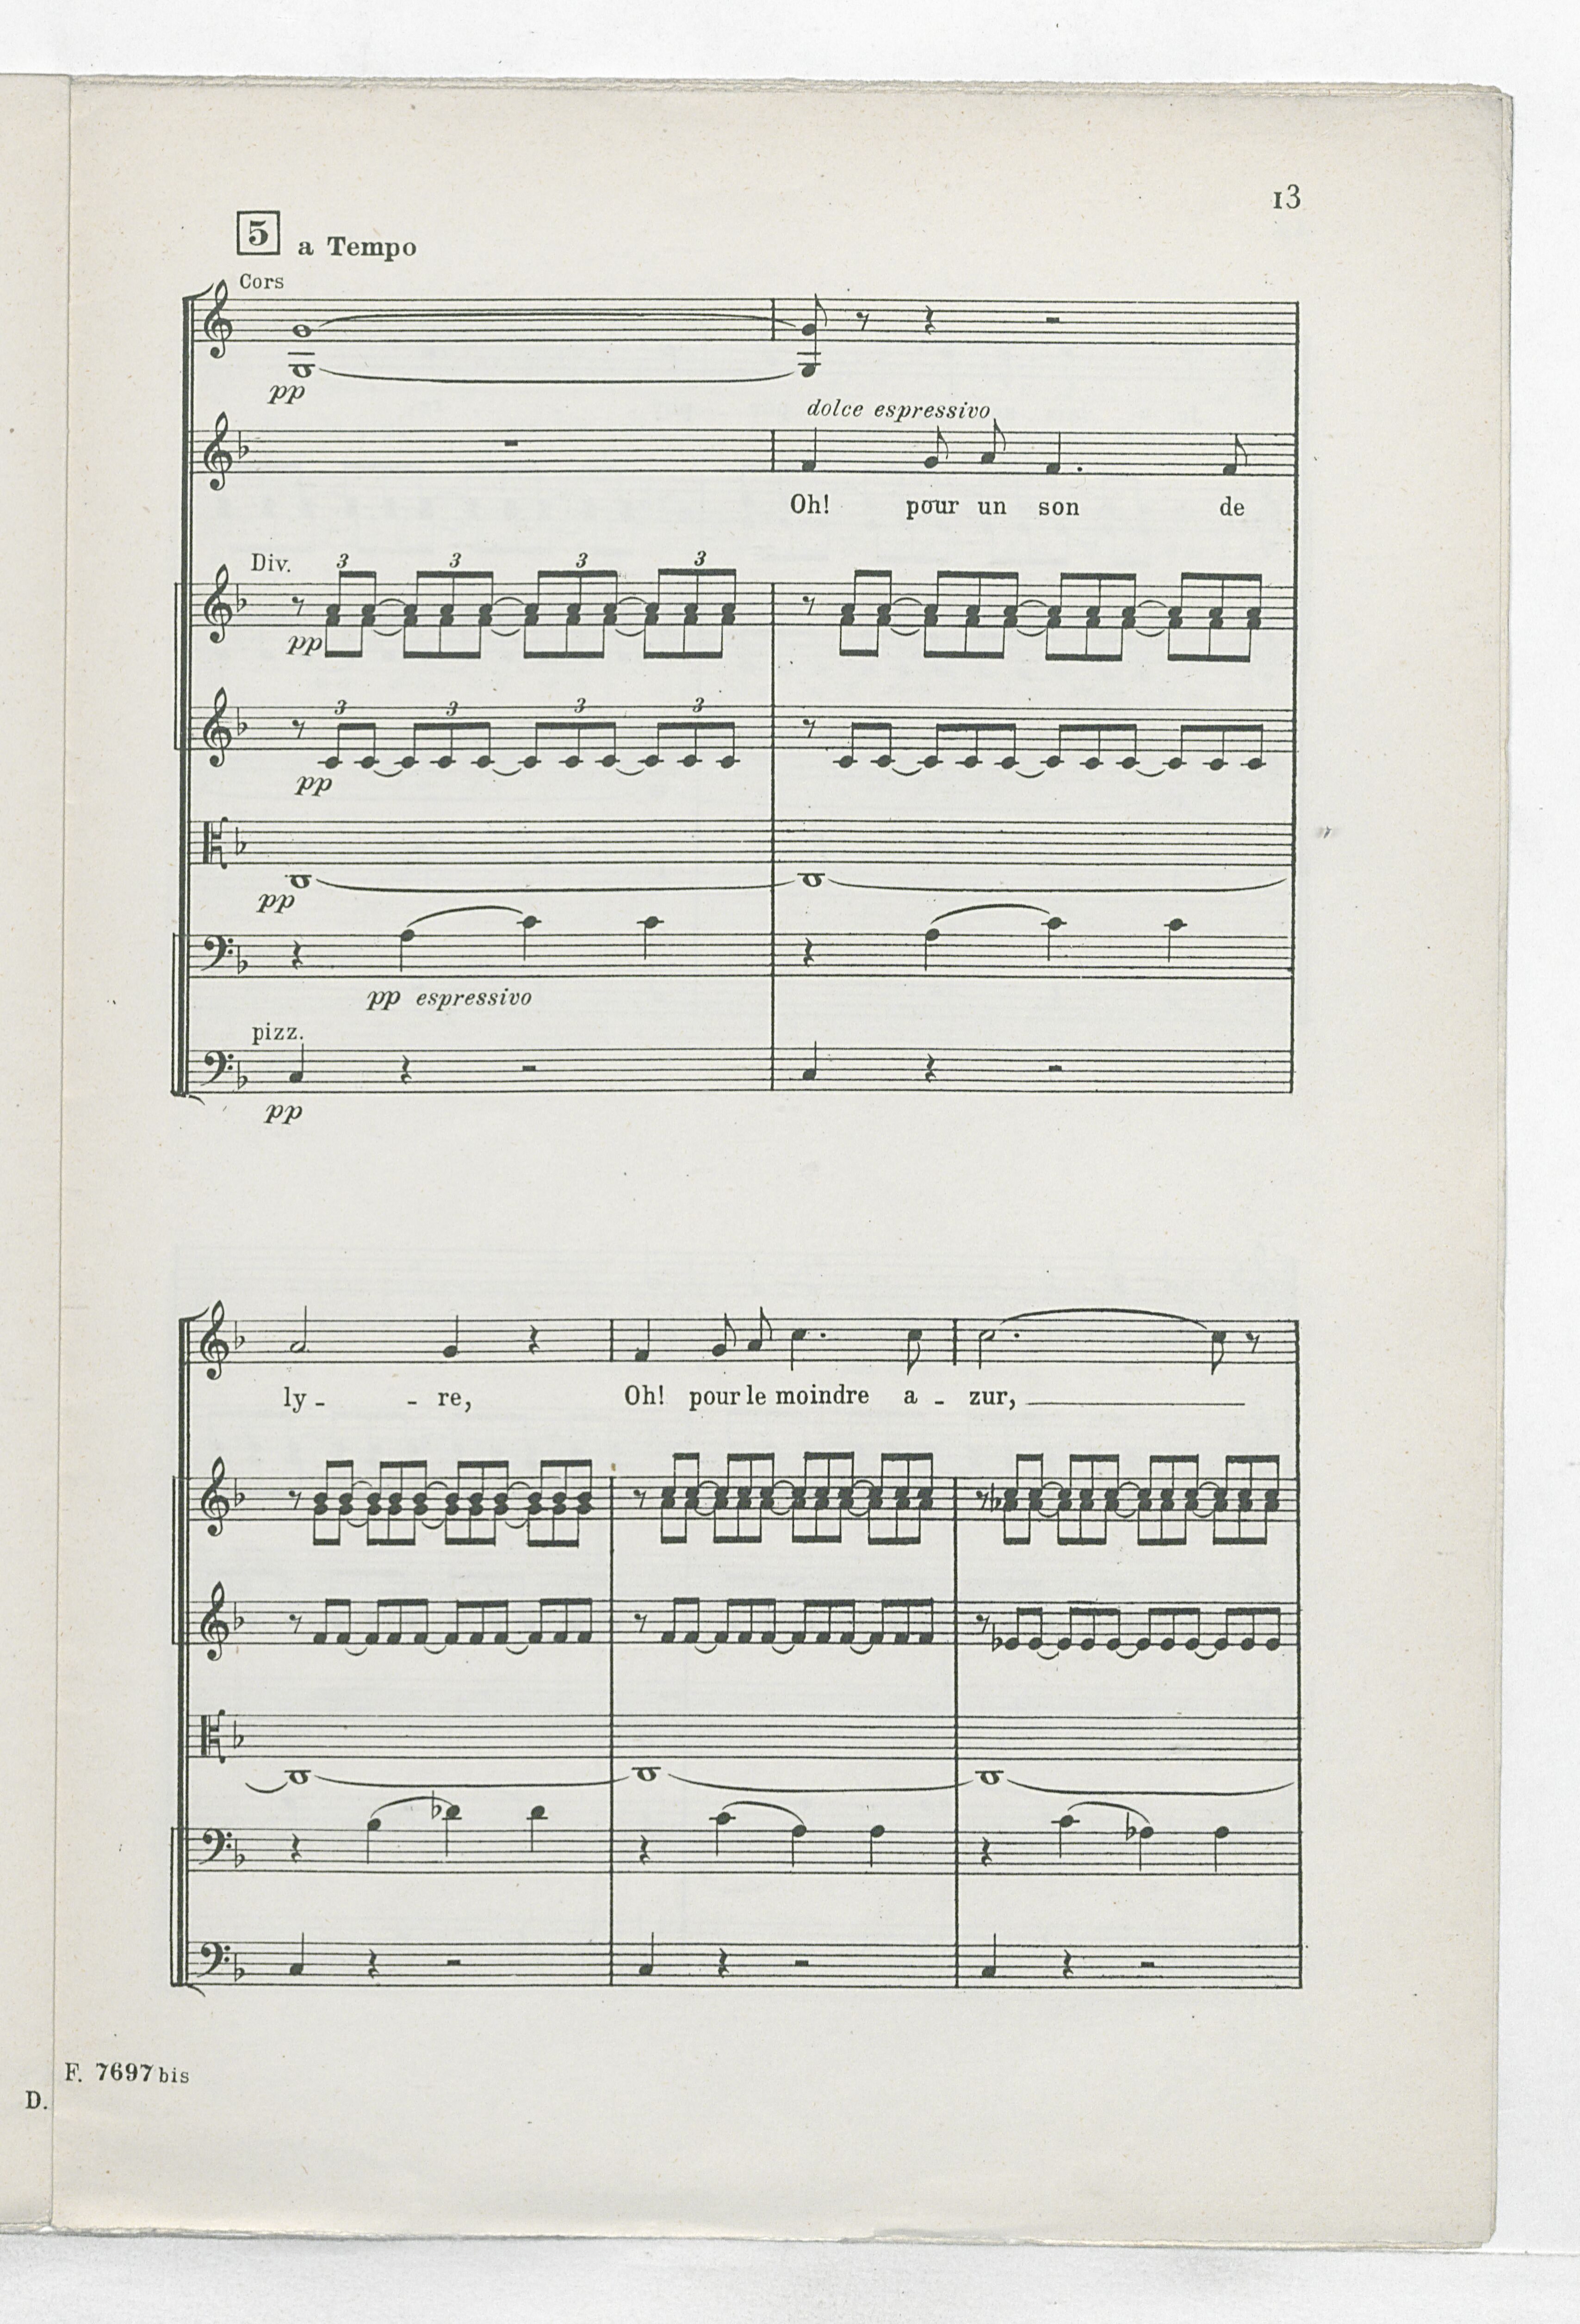 13
5 a Tempo
Cors
pp
dolce espressivo
Oh! pour un son de
Div. 3 3 3 3
pp
3 3 3 3
pp
pp
pp espressivo
pizz.
pp
ly - - re, Oh! pour le moindre a - zur,
F. 7697 bis
D.